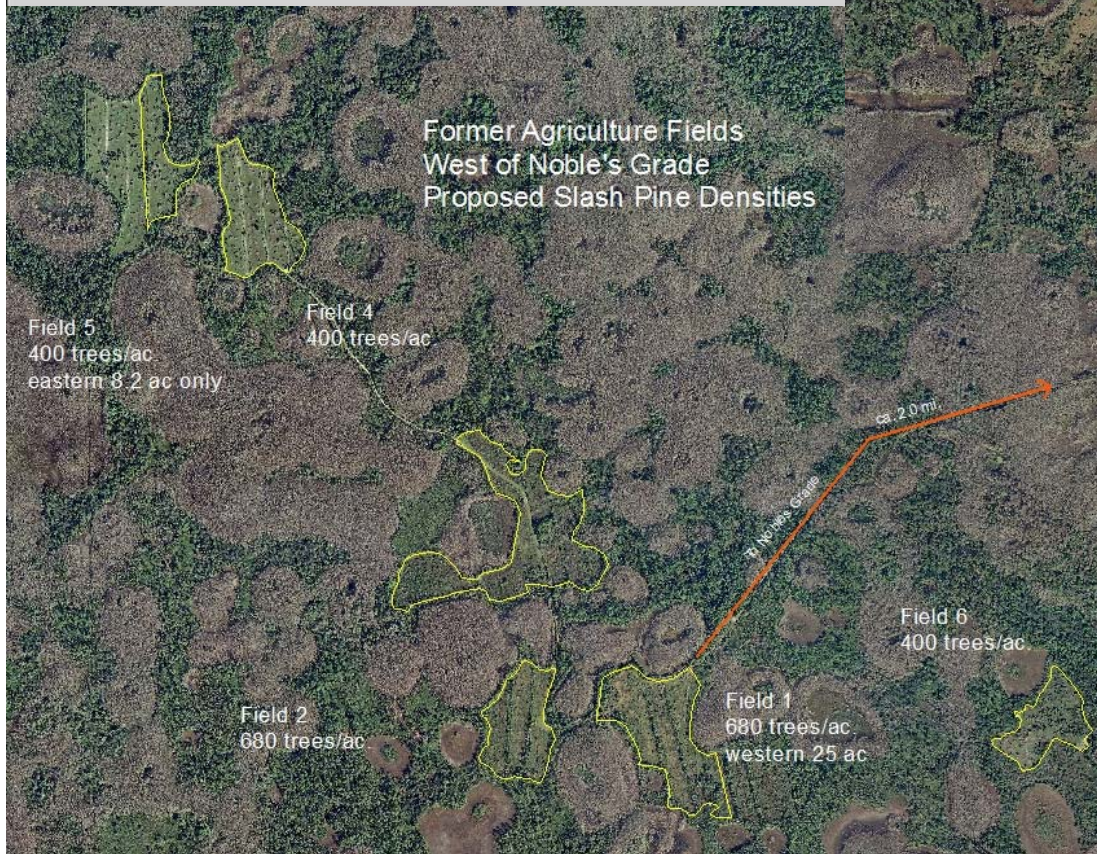 Former Agriculture Fields
West of Noble's Grade
Proposed Slash Pine Densities
Field 4
400 trees/ac
Field 5
400 trees/ac
eastern 8.2 ac only
ca. 2.0 mi.
To Noble's Grade
Field 6
400 trees/ac
Field 1
680 trees/ac
western 25 ac
Field 2
680 trees/ac